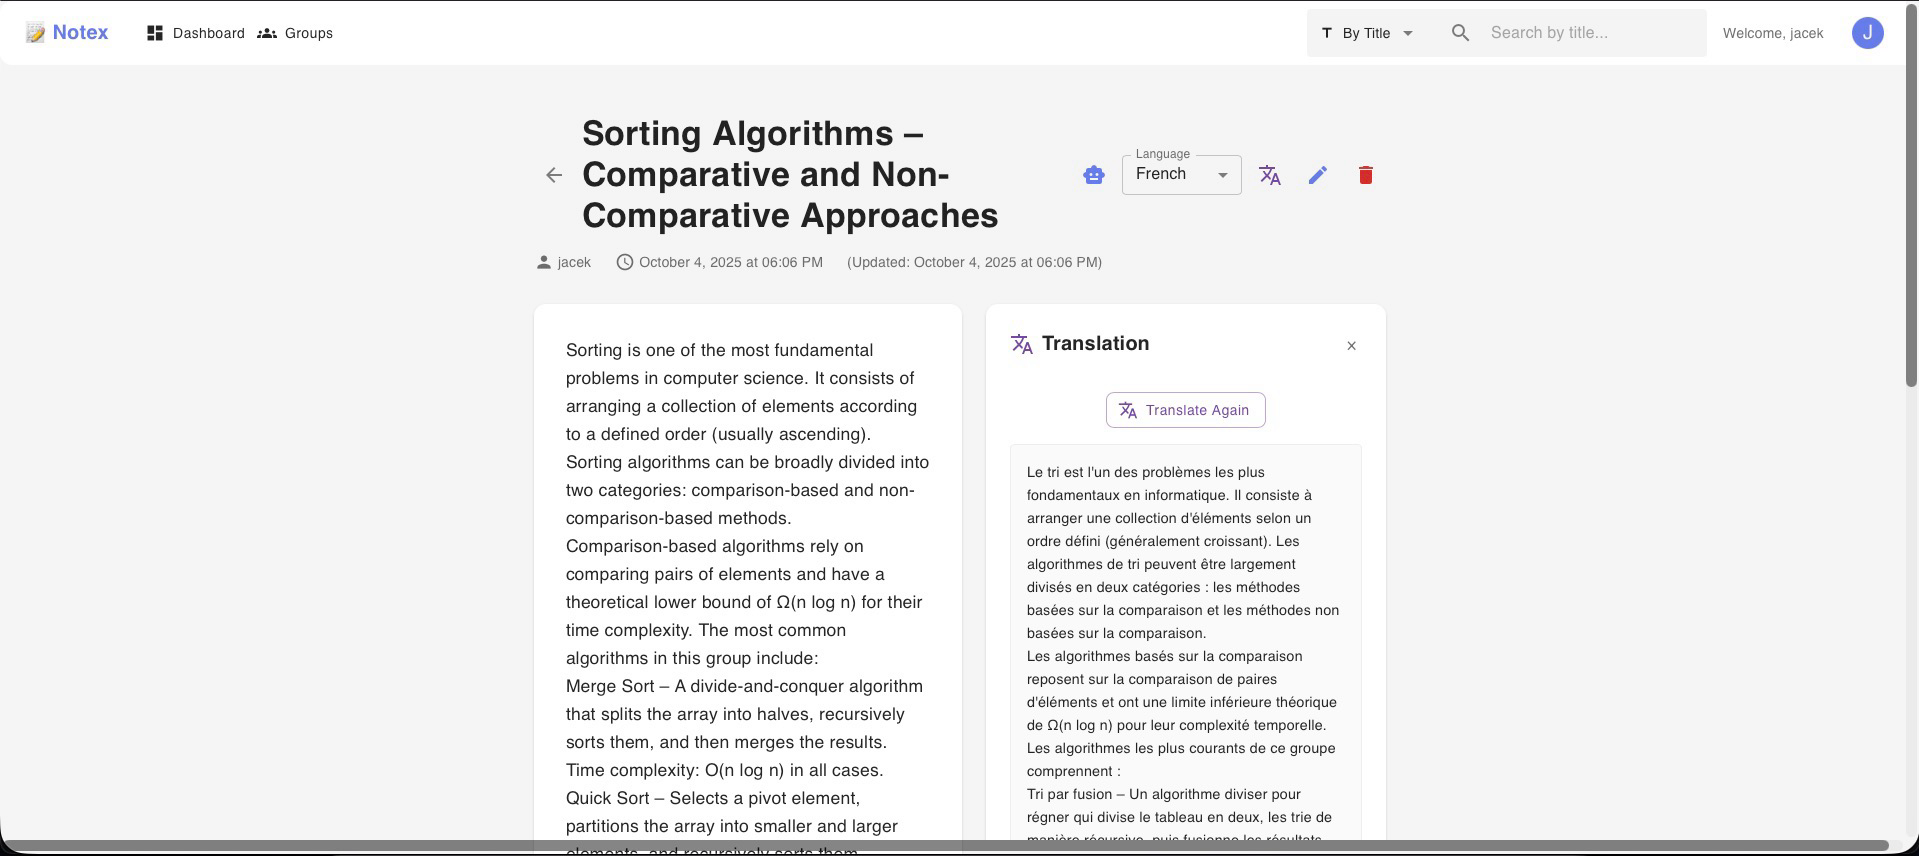 Notex
Dashboard
Groups
By Title
Search by title...
Welcome, jacek
J
Sorting Algorithms –
Comparative and Non-
Comparative Approaches
Language
French
jacek
October 4, 2025 at 06:06 PM
(Updated: October 4, 2025 at 06:06 PM)
Sorting is one of the most fundamental
problems in computer science. It consists of
arranging a collection of elements according
to a defined order (usually ascending).
Sorting algorithms can be broadly divided into
two categories: comparison-based and non-
comparison-based methods.
Comparison-based algorithms rely on
comparing pairs of elements and have a
theoretical lower bound of Ω(n log n) for their
time complexity. The most common
algorithms in this group include:
Merge Sort – A divide-and-conquer algorithm
that splits the array into halves, recursively
sorts them, and then merges the results.
Time complexity: O(n log n) in all cases.
Quick Sort – Selects a pivot element,
partitions the array into smaller and larger
elements, and recursively sorts them.
Translation
Translate Again
Le tri est l'un des problèmes les plus
fondamentaux en informatique. Il consiste à
arranger une collection d'éléments selon un
ordre défini (généralement croissant). Les
algorithmes de tri peuvent être largement
divisés en deux catégories : les méthodes
basées sur la comparaison et les méthodes non
basées sur la comparaison.
Les algorithmes basés sur la comparaison
reposent sur la comparaison de paires
d'éléments et ont une limite inférieure théorique
de Ω(n log n) pour leur complexité temporelle.
Les algorithmes les plus courants de ce groupe
comprennent :
Tri par fusion – Un algorithme diviser pour
régner qui divise le tableau en deux, les trie de
manière récursive, puis fusionne les résultats.